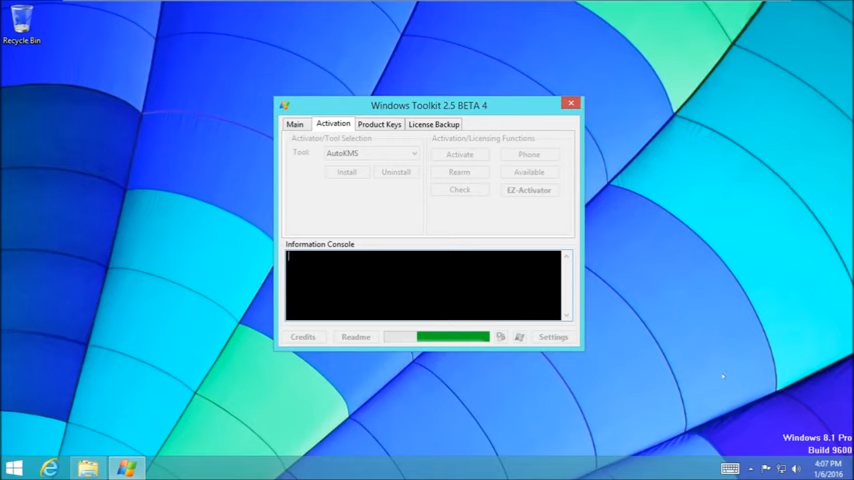 Recycle Bin
Windows Toolkit 2.5 BETA 4
Main Activation Product Keys License Backup
Activator/Tool Selection
Tool: AutoKMS
Install Uninstall
Activation/Licensing Functions
Activate Phone
Rearm Available
Check EZ-Activator
Information Console
Credits Readme Settings
Windows 8.1 Pro
Build 9600
4:07 PM
1/6/2016